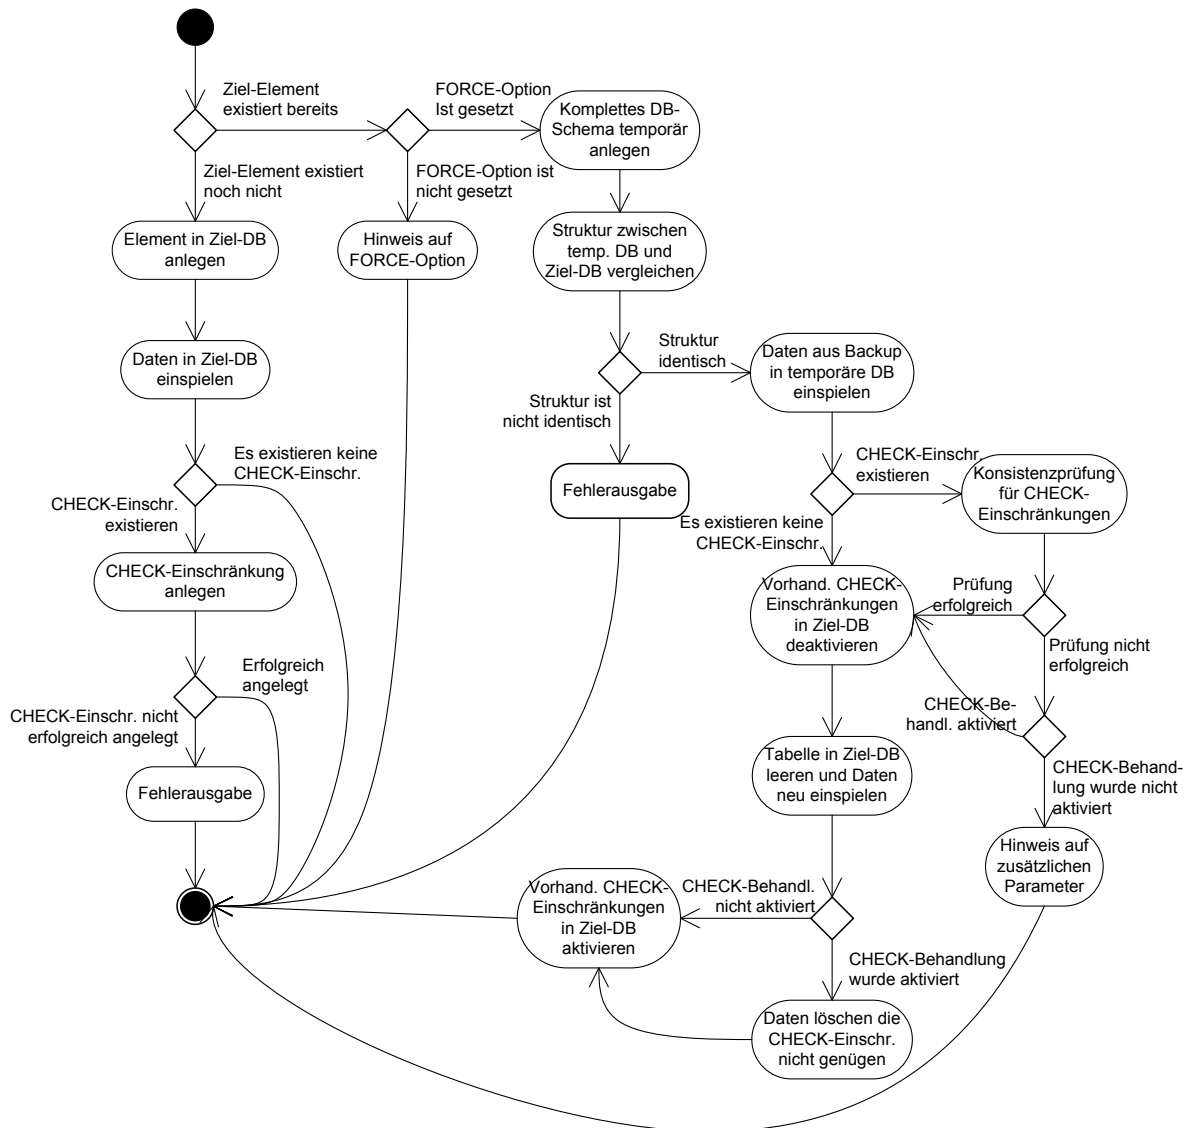 Ziel-Element
existiert bereits
FORCE-Option
Ist gesetzt
Komplettes DB-
Schema temporär
anlegen
Ziel-Element existiert
noch nicht
FORCE-Option ist
nicht gesetzt
Element in Ziel-DB
anlegen
Hinweis auf
FORCE-Option
Struktur zwischen
temp. DB und
Ziel-DB vergleichen
Daten in Ziel-DB
einspielen
Struktur
identisch
Daten aus Backup
in temporäre DB
einspielen
Struktur ist
nicht identisch
Es existieren keine
CHECK-Einschr.
CHECK-Einschr.
existieren
Fehlerausgabe
CHECK-Einschr.
existieren
Konsistenzprüfung
für CHECK-
Einschränkungen
Es existieren keine
CHECK-Einschr.
CHECK-Einschränkung
anlegen
Vorhand. CHECK-
Einschränkungen
in Ziel-DB
deaktivieren
Prüfung
erfolgreich
Prüfung nicht
erfolgreich
Erfolgreich
angelegt
CHECK-Einschr. nicht
erfolgreich angelegt
CHECK-Be-
handl. aktiviert
Fehlerausgabe
Tabelle in Ziel-DB
leeren und Daten
neu einspielen
CHECK-Behand-
lung wurde nicht
aktiviert
Hinweis auf
zusätzlichen
Parameter
Vorhand. CHECK-
Einschränkungen
in Ziel-DB
aktivieren
CHECK-Behandl.
nicht aktiviert
CHECK-Behandlung
wurde aktiviert
Daten löschen die
CHECK-Einschr.
nicht genügen